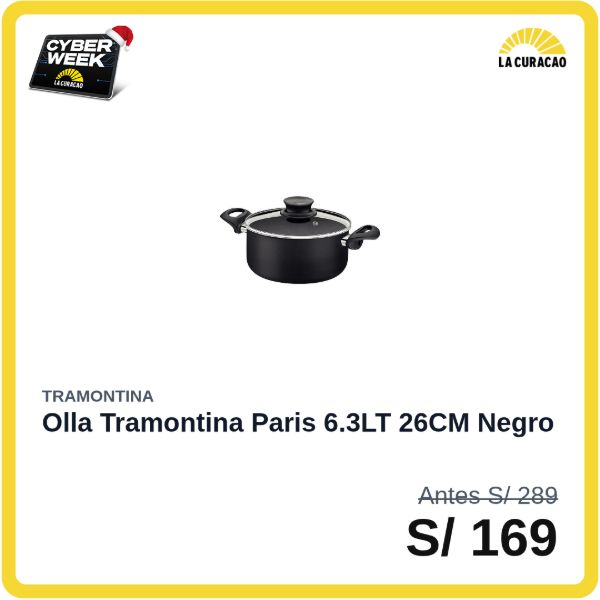 CYBER
WEEK
LA CURACAO
LA CURACAO
TRAMONTINA
Olla Tramontina Paris 6.3LT 26CM Negro
Antes S/ 289
S/ 169